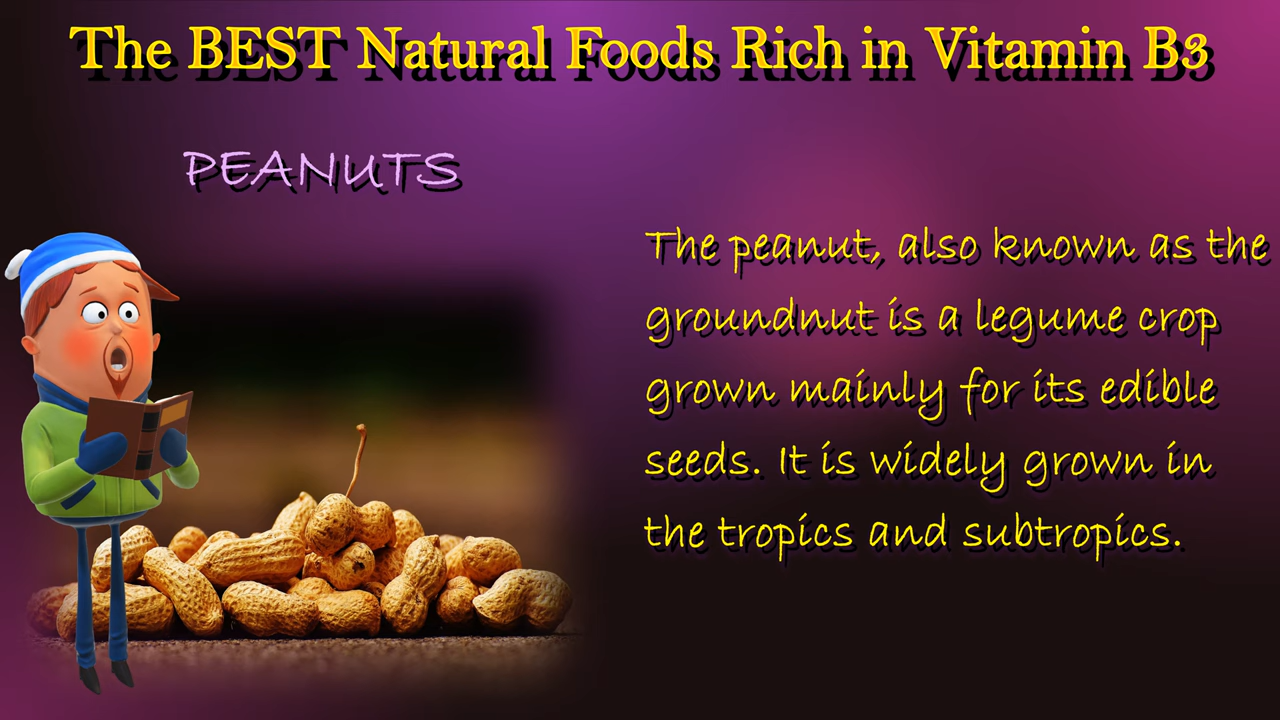 The BEST Natural Foods Rich in Vitamin B3
PEANUTS
The peanut, also known as the
groundnut is a legume crop
grown mainly for its edible
seeds. It is widely grown in
the tropics and subtropics.